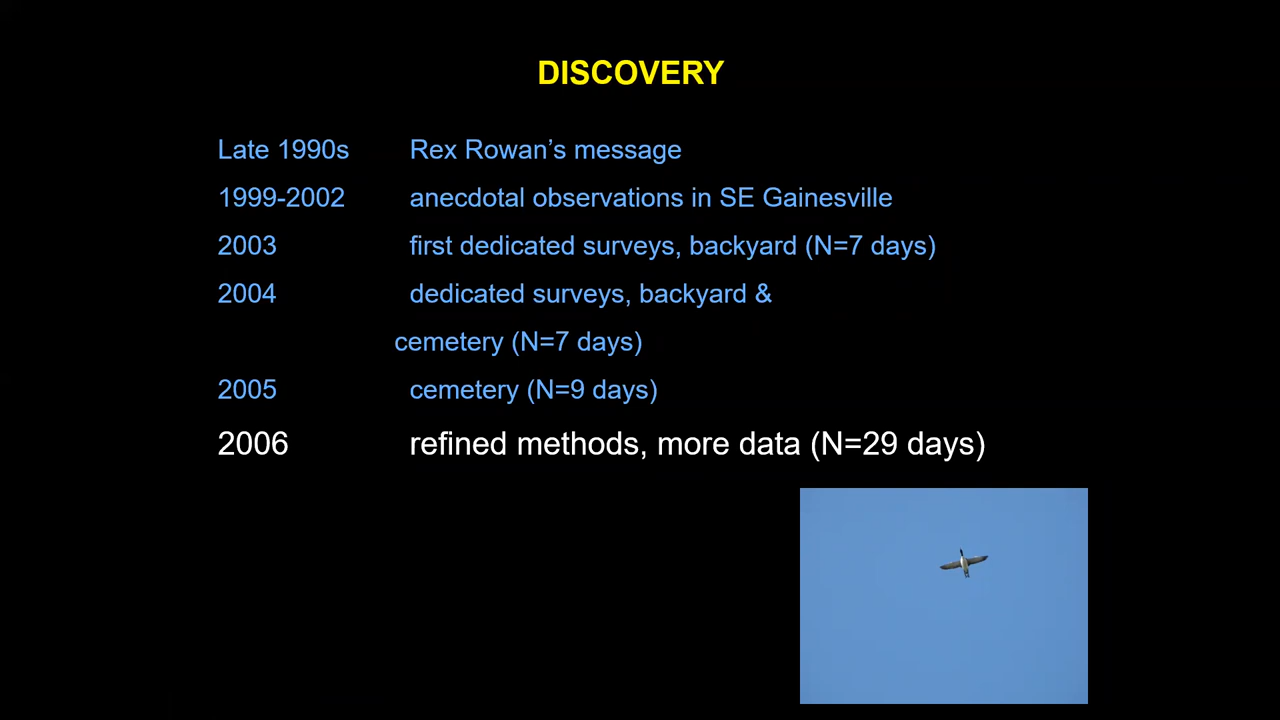 DISCOVERY
Late 1990s Rex Rowan’s message
1999-2002 anecdotal observations in SE Gainesville
2003 first dedicated surveys, backyard (N=7 days)
2004 dedicated surveys, backyard &
cemetery (N=7 days)
2005 cemetery (N=9 days)
2006 refined methods, more data (N=29 days)